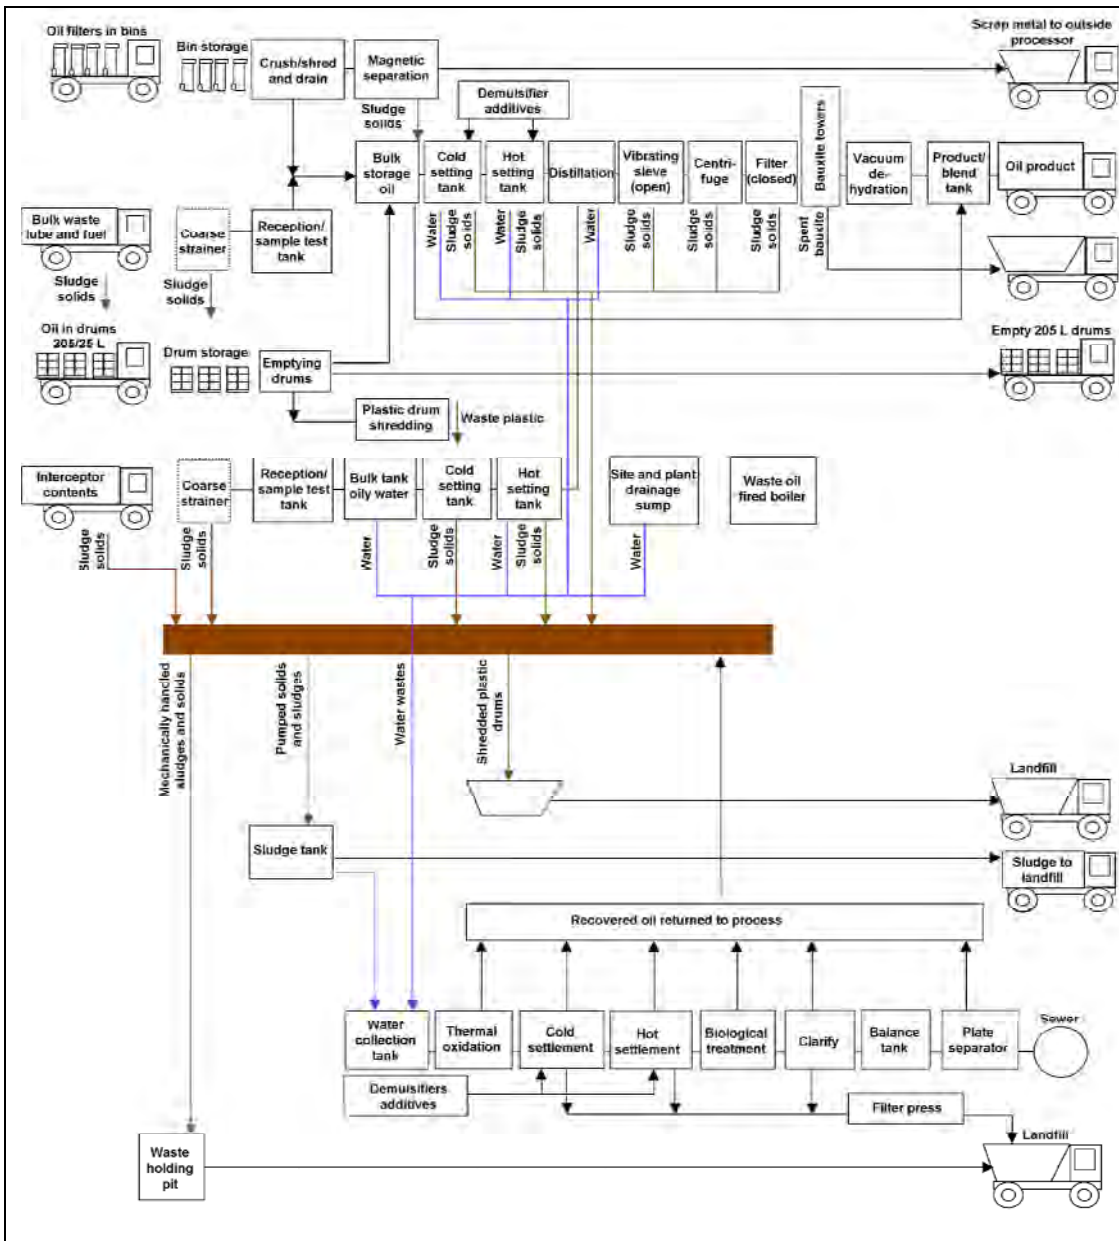 Oil filters in bins
Bin storage
Crush/shred
and drain
Magnetic
separation
Scrap metal to outside
processor
Sludge
solids
Demulsifier
additives
Bulk
storage
oil
Cold
setting
tank
Hot
setting
tank
Distillation
Vibrating
sieve
(open)
Centri-
fuge
Filter
(closed)
Bauxite towers
Vacuum
de-
hydration
Product/
blend
tank
Oil product
Bulk waste
lube and fuel
Coarse
strainer
Reception/
sample test
tank
Water
Sludge
solids
Water
Sludge
solids
Water
Sludge
solids
Sludge
solids
Sludge
solids
Spent
bauxite
Sludge
solids
Sludge
solids
Oil in drums
205/25 L
Drum storage
Emptying
drums
Empty 205 L drums
Plastic drum
shredding
Waste plastic
Interceptor
contents
Coarse
strainer
Reception/
sample test
tank
Bulk tank
oily water
Cold
setting
tank
Hot
setting
tank
Site and plant
drainage
sump
Waste oil
fired boiler
Sludge
solids
Sludge
solids
Water
Sludge
solids
Water
Sludge
solids
Water
Mechanically handled
sludges and solids
Pumped solids
and sludges
Water wastes
Shredded plastic
drums
Landfill
Sludge tank
Sludge to
landfill
Recovered oil returned to process
Water
collection
tank
Thermal
oxidation
Cold
settlement
Hot
settlement
Biological
treatment
Clarify
Balance
tank
Plate
separator
Sewer
Demulsifiers
additives
Filter press
Landfill
Waste
holding
pit